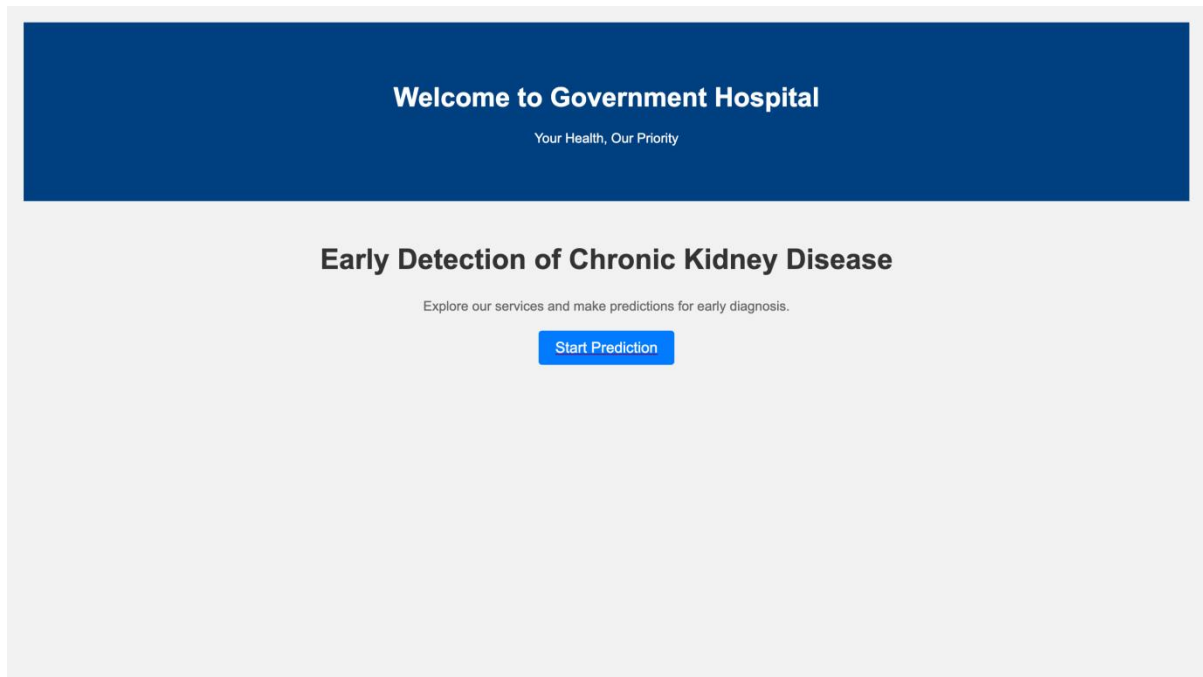 Welcome to Government Hospital
Your Health, Our Priority
Early Detection of Chronic Kidney Disease
Explore our services and make predictions for early diagnosis.
Start Prediction